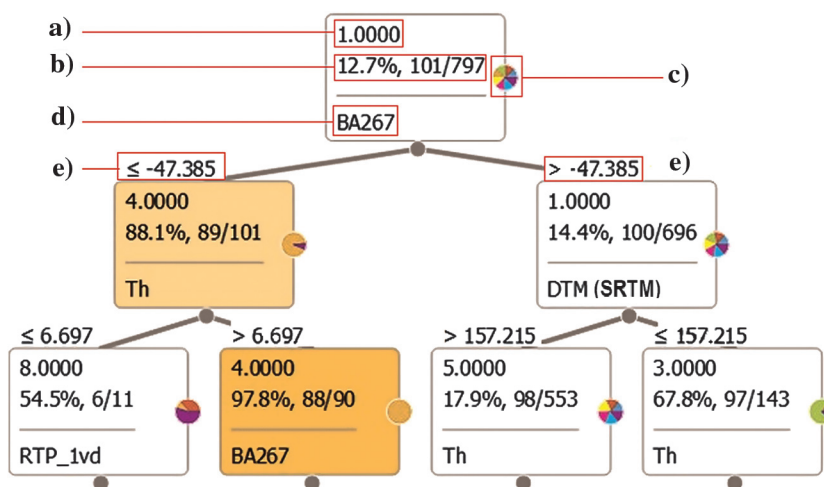 a)
1.0000
b)
12.7%, 101/797
c)
d)
BA267
e)
≤ -47.385
> -47.385
e)
4.0000
88.1%, 89/101
Th
1.0000
14.4%, 100/696
DTM (SRTM)
≤ 6.697
> 6.697
> 157.215
≤ 157.215
8.0000
54.5%, 6/11
RTP_1vd
4.0000
97.8%, 88/90
BA267
5.0000
17.9%, 98/553
Th
3.0000
67.8%, 97/143
Th